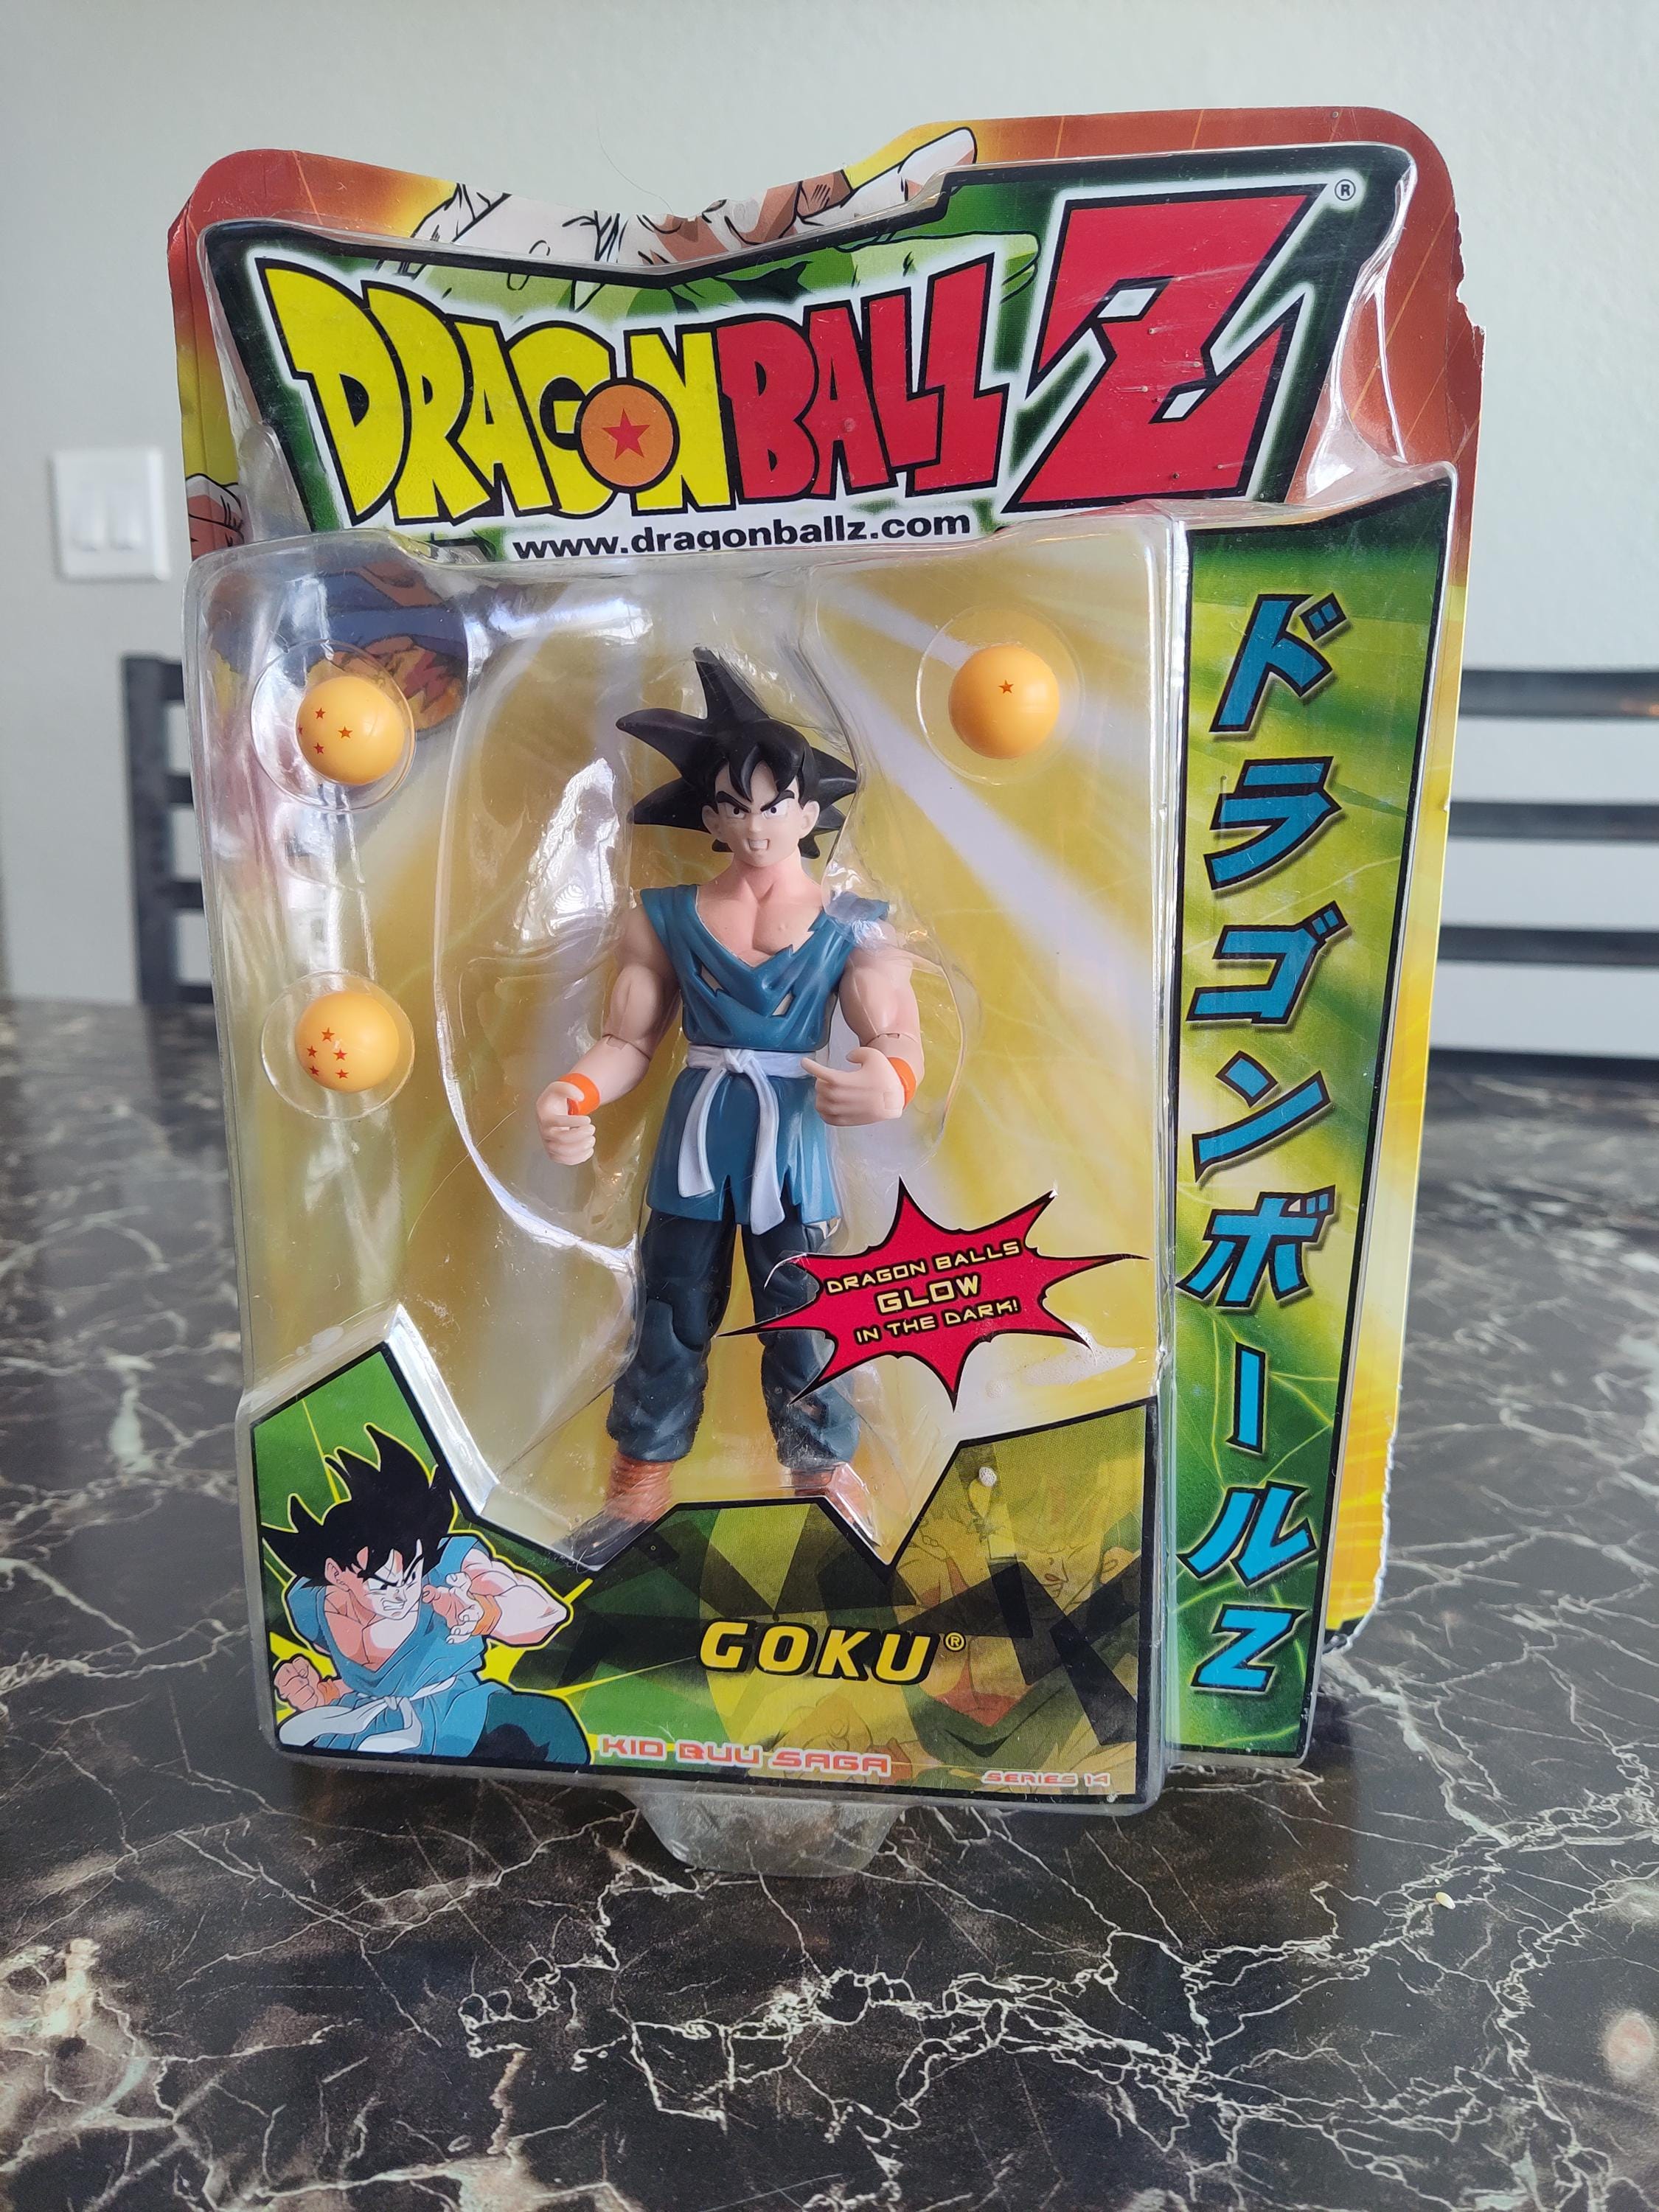 DRAGONBALL Z®
www.dragonballz.com
ドラゴンボールZ
DRAGON BALLS
GLOW
IN THE DARK!
GOKU®
KID BUU SAGA
SERIES 14